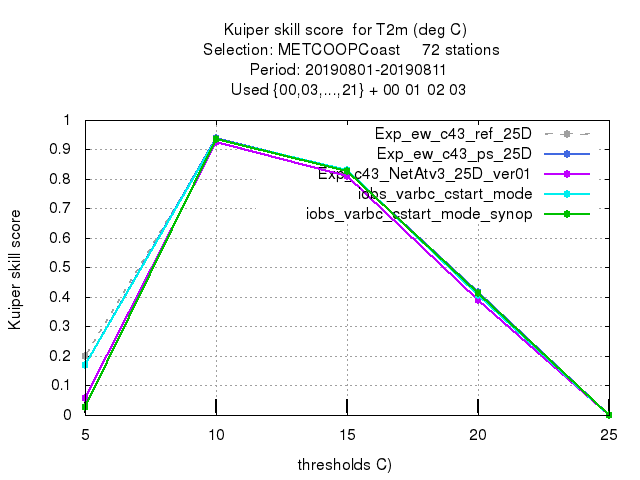 Kuiper skill score  for T2m (deg C)
Selection: METCOOPCoast     72 stations
Period: 20190801-20190811
Used {00,03,...,21} + 00 01 02 03
Exp_ew_c43_ref_25D
Exp_ew_c43_ps_25D
Exp_c43_NetAtv3_25D_ver01
iobs_varbc_cstart_mode
iobs_varbc_cstart_mode_synop
Kuiper skill score
1
0.9
0.8
0.7
0.6
0.5
0.4
0.3
0.2
0.1
0
5 10 15 20 25
thresholds C)